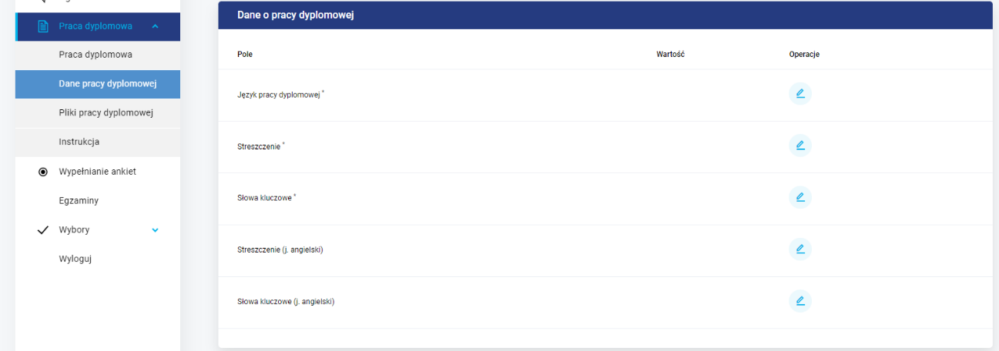 Praca dyplomowa
Praca dyplomowa
Dane pracy dyplomowej
Pliki pracy dyplomowej
Instrukcja
Wypełnianie ankiet
Egzaminy
Wybory
Wyloguj
Dane o pracy dyplomowej
Pole Wartość Operacje
Język pracy dyplomowej *
Streszczenie *
Słowa kluczowe *
Streszczenie (j. angielski)
Słowa kluczowe (j. angielski)